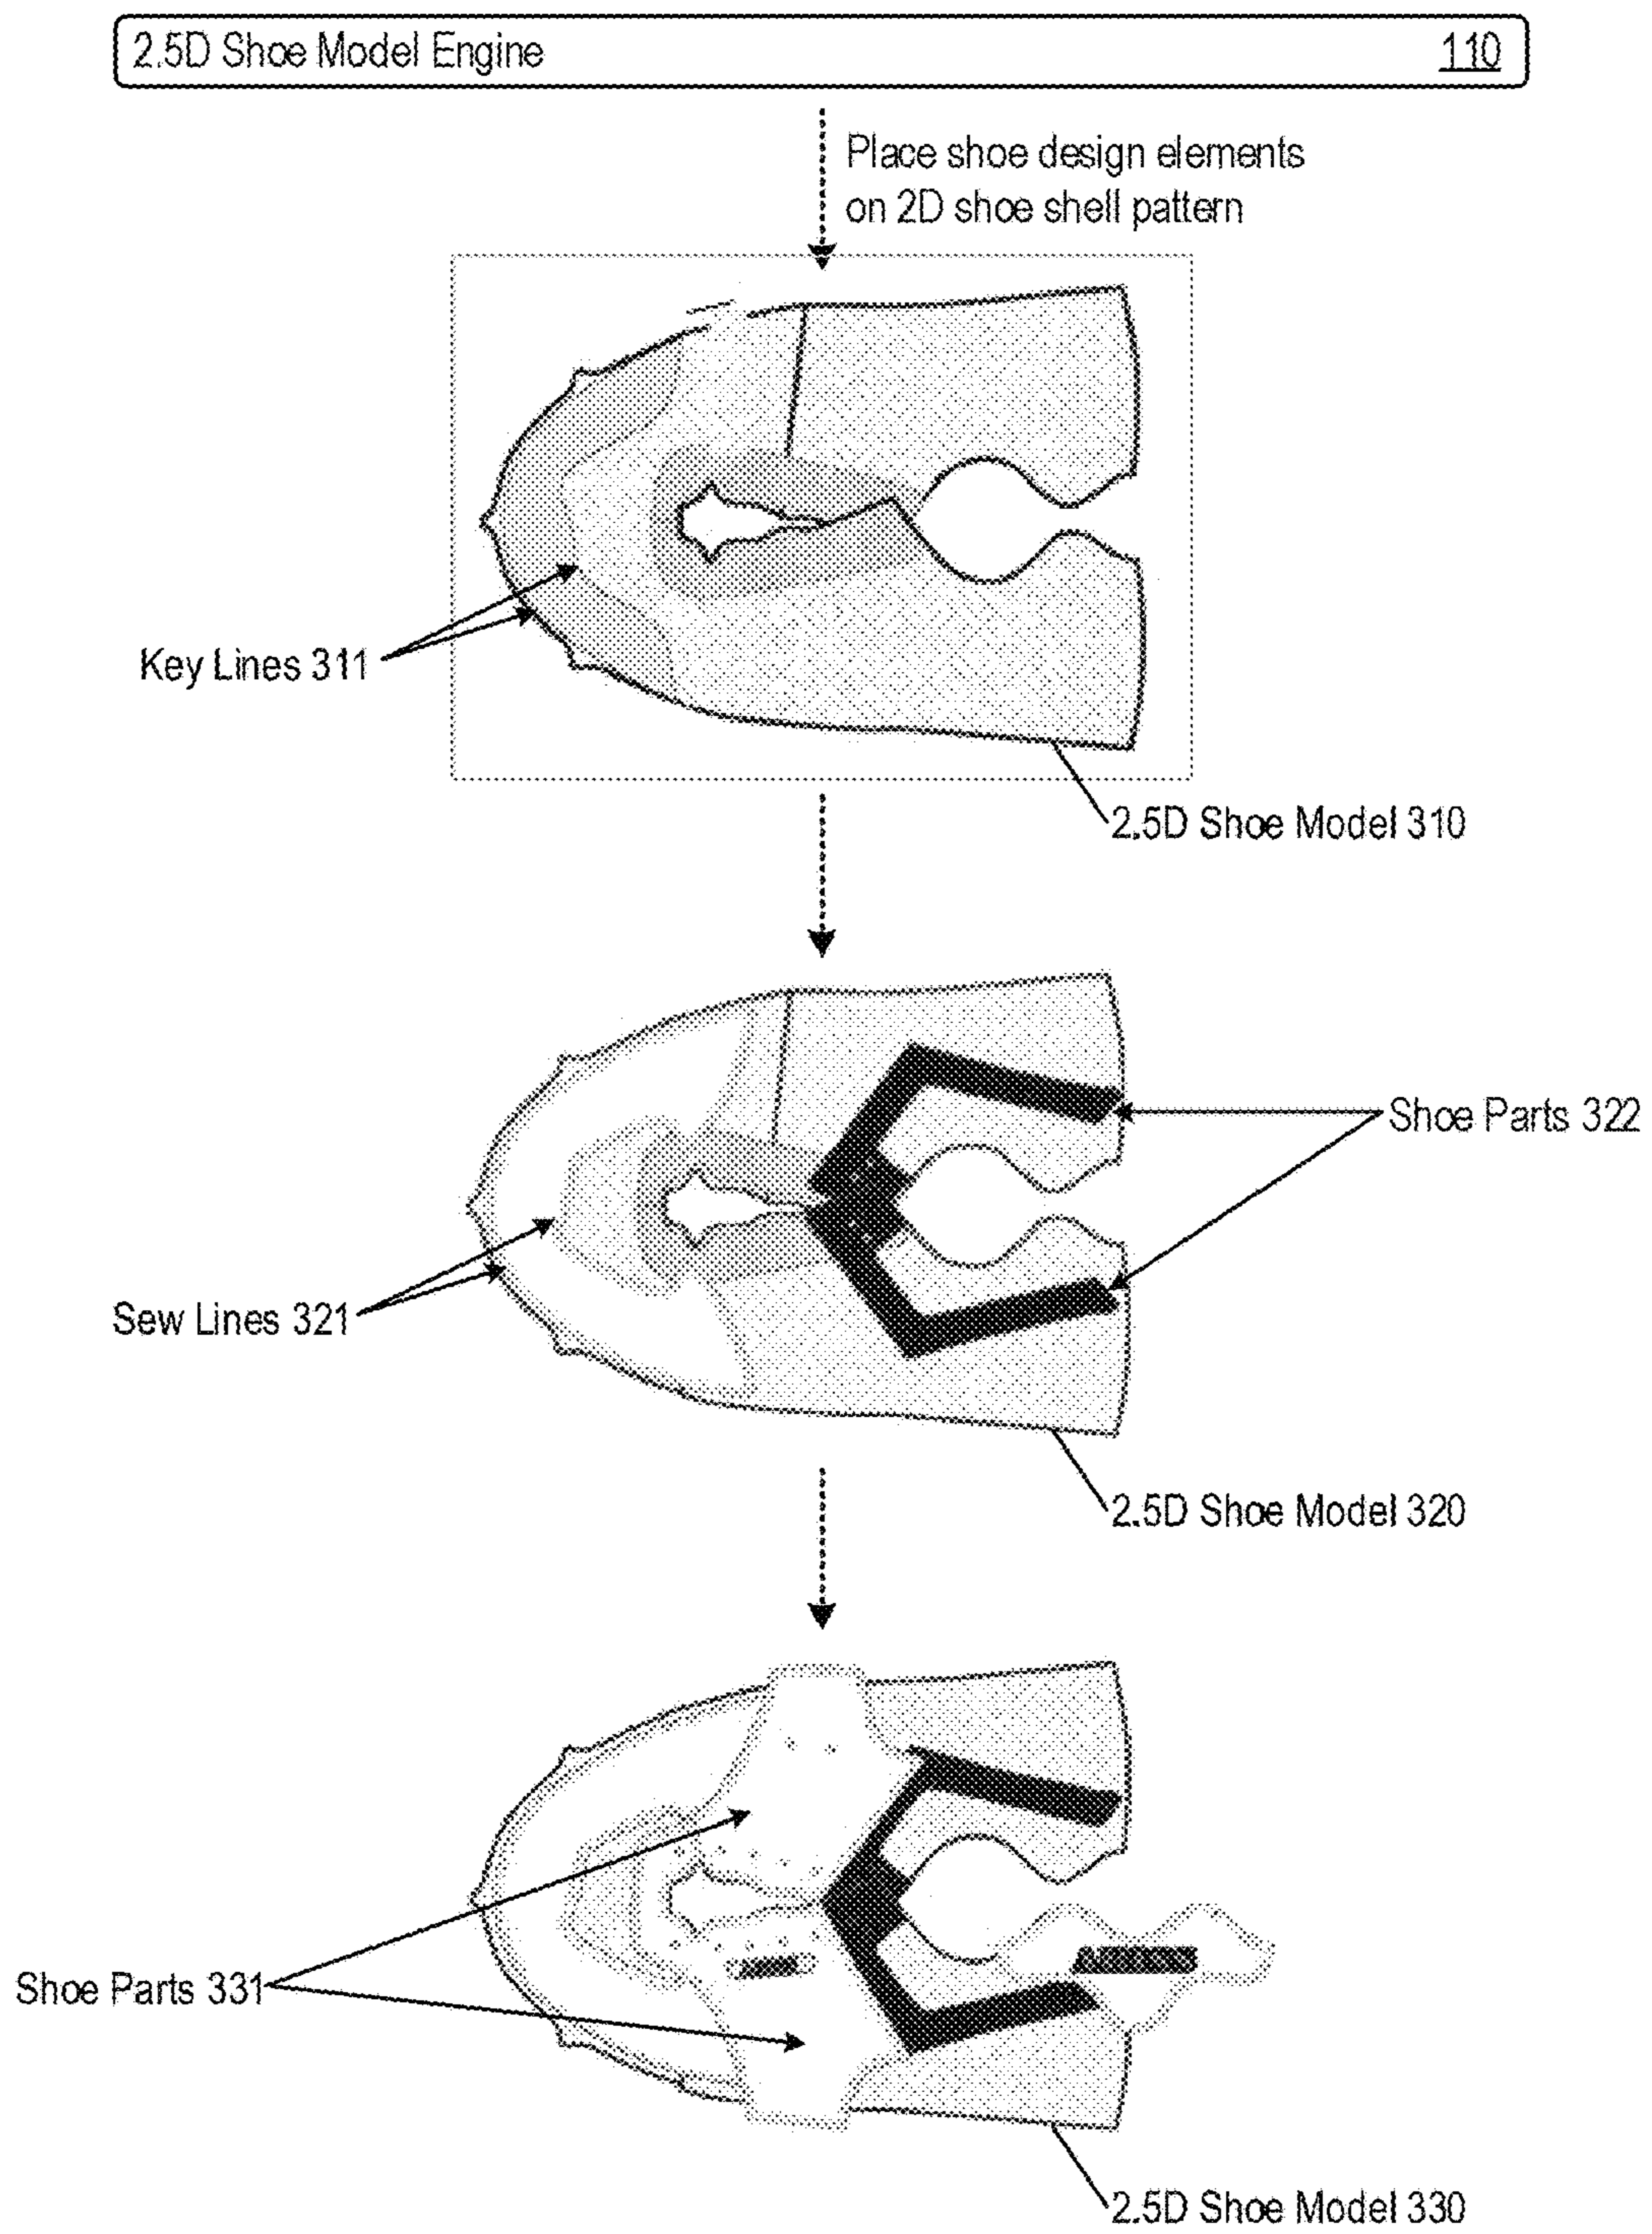 2.5D Shoe Model Engine 110
Place shoe design elements
on 2D shoe shell pattern
Key Lines 311
2.5D Shoe Model 310
Shoe Parts 322
Sew Lines 321
2.5D Shoe Model 320
Shoe Parts 331
2.5D Shoe Model 330